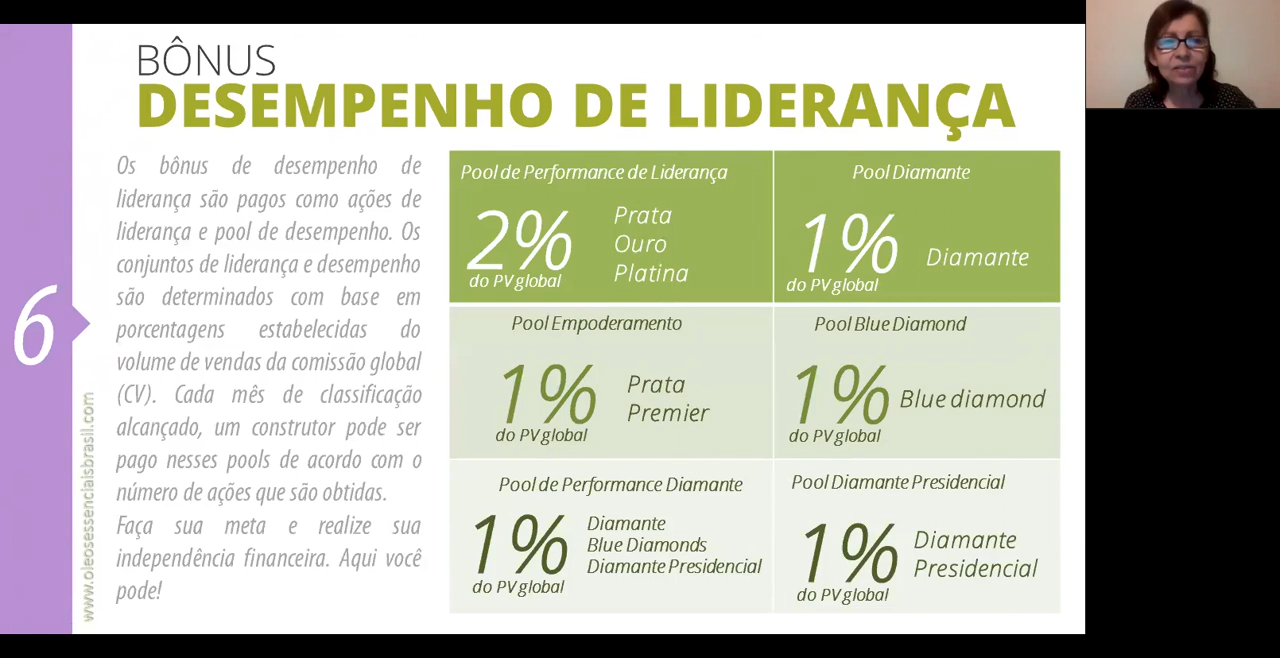 BÔNUS
DESEMPENHO DE LIDERANÇA
Os bônus de desempenho de
liderança são pagos como ações de
liderança e pool de desempenho. Os
conjuntos de liderança e desempenho
são determinados com base em
porcentagens estabelecidas do
volume de vendas da comissão global
(CV). Cada mês de classificação
alcançado, um construtor pode ser
pago nesses pools de acordo com o
número de ações que são obtidas.
Faça sua meta e realize sua
independência financeira. Aqui você
pode!
6
www.oleosessenciaisbrasil.com
Pool de Performance de Liderança
2%
do PV global
Prata
Ouro
Platina
Pool Diamante
1%
do PV global
Diamante
Pool Empoderamento
1%
do PV global
Prata
Premier
Pool Blue Diamond
1%
do PV global
Blue diamond
Pool de Performance Diamante
1%
do PV global
Diamante
Blue Diamonds
Diamante Presidencial
Pool Diamante Presidencial
1%
do PV global
Diamante
Presidencial